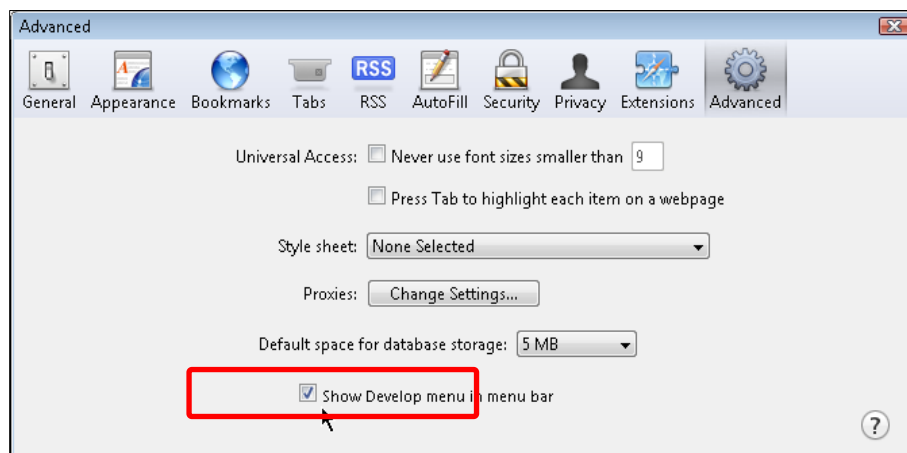 Advanced
RSS
General Appearance Bookmarks Tabs RSS AutoFill Security Privacy Extensions Advanced
Universal Access: Never use font sizes smaller than 9
Press Tab to highlight each item on a webpage
Style sheet: None Selected
Proxies: Change Settings...
Default space for database storage: 5 MB
Show Develop menu in menu bar
?